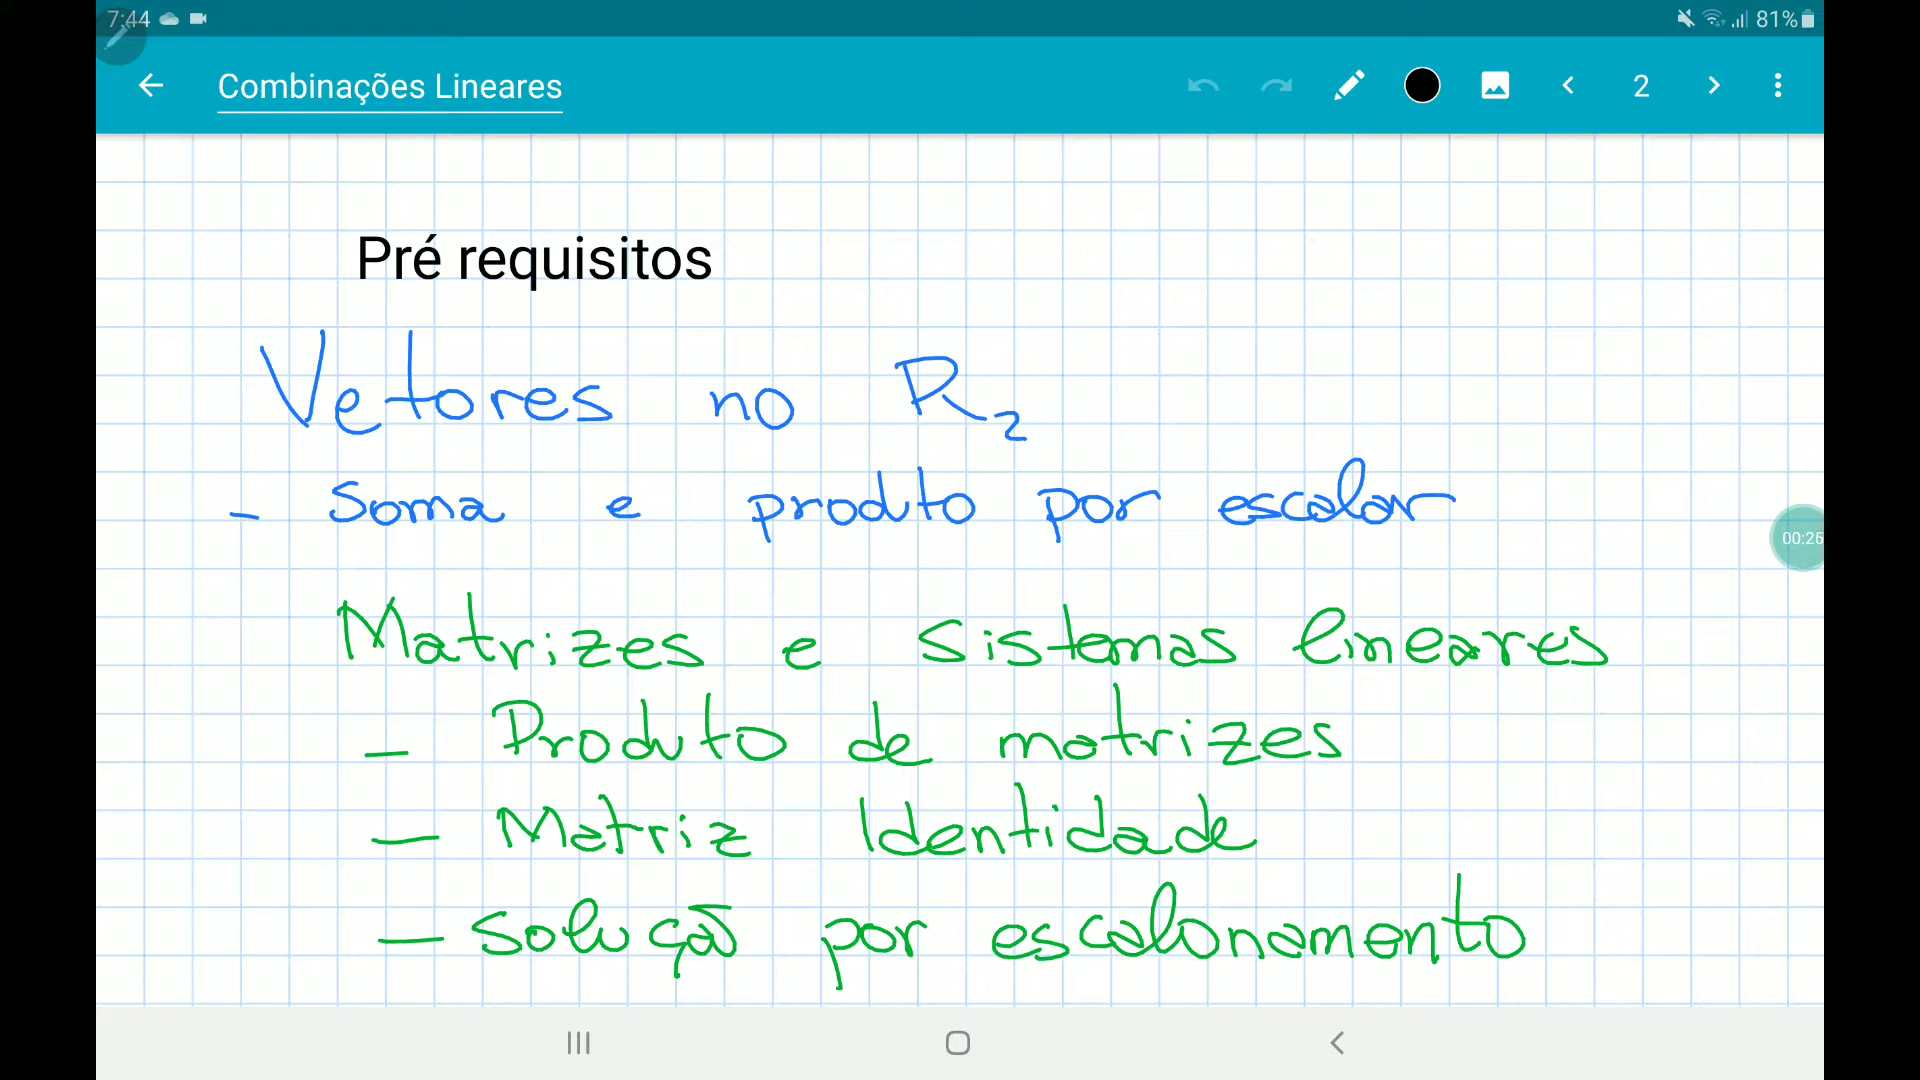 7:44 81%
Combinações Lineares 2
Pré requisitos
Vetores no R2
- Soma e produto por escalar
00:25
Matrizes e sistemas lineares
- Produto de matrizes
- Matriz Identidade
- Solução por escalonamento